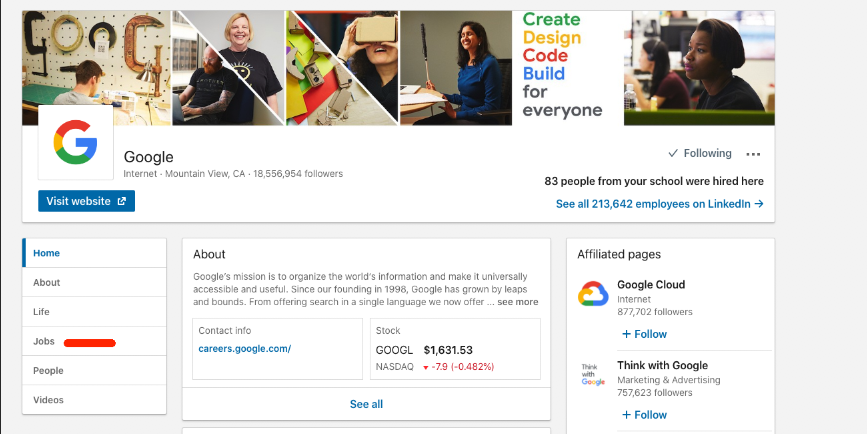 Create
Design
Code
Build
for
everyone
Google
Internet · Mountain View, CA · 18,556,954 followers
Following
83 people from your school were hired here
Visit website
See all 213,642 employees on LinkedIn →
Home
About
Life
Jobs
People
Videos
About
Google's mission is to organize the world's information and make it universally
accessible and useful. Since our founding in 1998, Google has grown by leaps
and bounds. From offering search in a single language we now offer ... see more
Contact info
careers.google.com/
Stock
GOOGL $1,631.53
NASDAQ -7.9 (-0.482%)
See all
Affiliated pages
Google Cloud
Internet
877,702 followers
+ Follow
Think
with
Google
Think with Google
Marketing & Advertising
757,623 followers
+ Follow